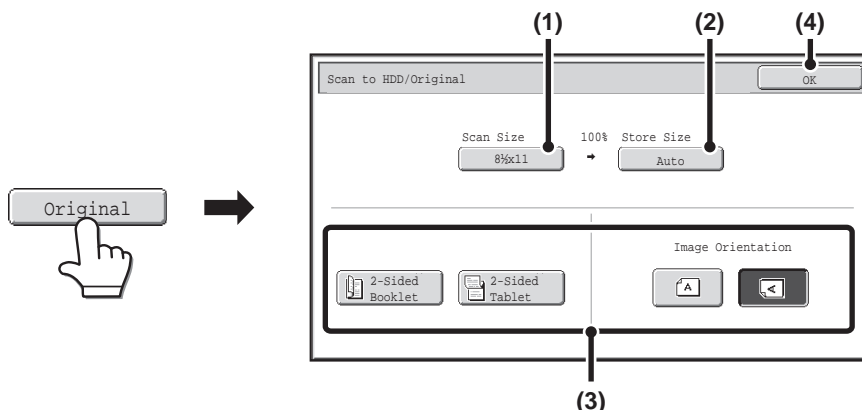 (1) (2) (4)
Scan to HDD/Original OK
Scan Size 100% Store Size
8½x11 Auto
Original
Image Orientation
2-Sided 2-Sided
Booklet Tablet
A A
(3)